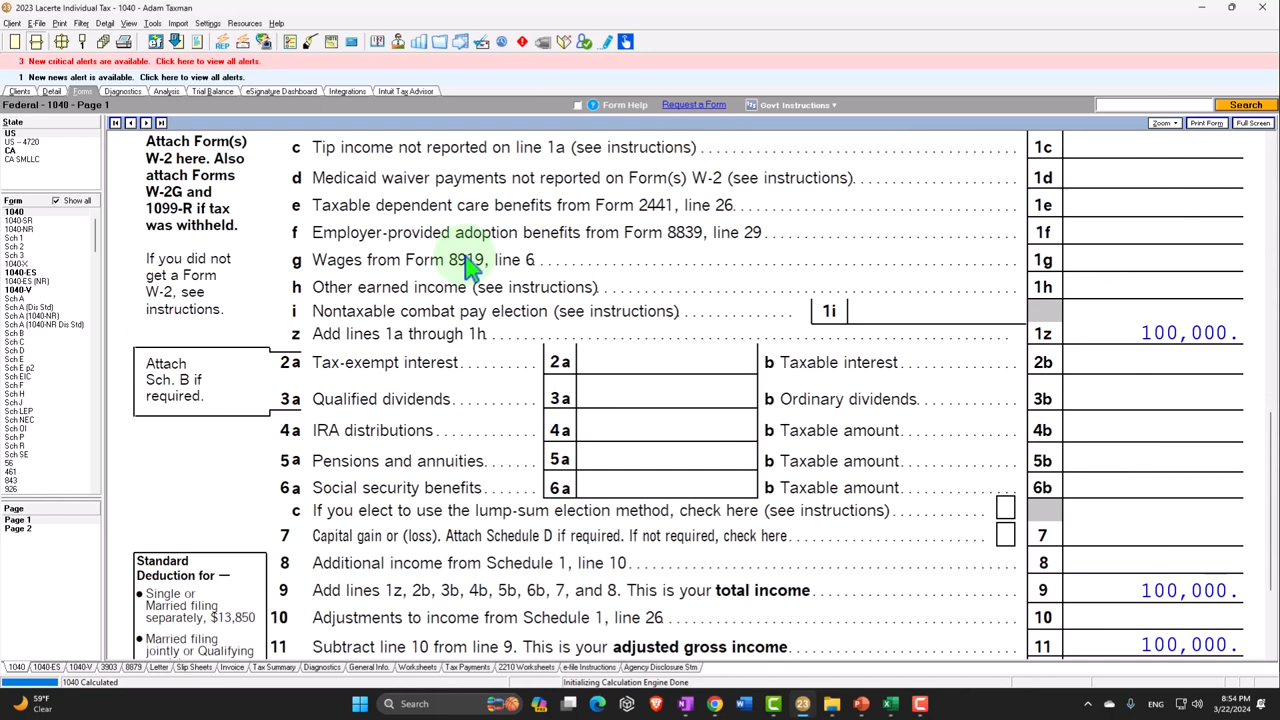 2023 Lacerte Individual Tax - 1040 - Adam Taxman
Client E-File Print Filter Detail View Tools Import Settings Resources Help
REP
3 New critical alerts are available. Click here to view all alerts.
1 New news alert is available. Click here to view all alerts.
Clients Detail Forms Diagnostics Analysis Trial Balance eSignature Dashboard Integrations Intuit Tax Advisor
Federal - 1040 - Page 1 Form Help Request a Form Govt Instructions Search
State
US
US - 4720
CA
CA SMLLC
Form Show all
1040
1040-SR
1040-NR
Sch 1
Sch 2
Sch 3
1040-X
1040-ES
1040-ES (NR)
1040-V
Sch A
Sch A (Dis Std)
Sch A (1040-NR)
Sch A (1040-NR Dis Std)
Sch B
Sch C
Sch D
Sch E
Sch E p2
Sch EIC
Sch F
Sch H
Sch J
Sch LEP
Sch NEC
Sch OI
Sch P
Sch R
Sch SE
56
461
843
926
Page
Page 1
Page 2
Zoom Print Form Full Screen
Attach Form(s)
W-2 here. Also
attach Forms
W-2G and
1099-R if tax
was withheld.
If you did not
get a Form
W-2, see
instructions.
c Tip income not reported on line 1a (see instructions) 1c
d Medicaid waiver payments not reported on Form(s) W-2 (see instructions) 1d
e Taxable dependent care benefits from Form 2441, line 26 1e
f Employer-provided adoption benefits from Form 8839, line 29 1f
g Wages from Form 8919, line 6 1g
h Other earned income (see instructions) 1h
i Nontaxable combat pay election (see instructions) 1i
z Add lines 1a through 1h 1z 100,000.
Attach
Sch. B if
required.
2a Tax-exempt interest 2a b Taxable interest 2b
3a Qualified dividends 3a b Ordinary dividends 3b
4a IRA distributions 4a b Taxable amount 4b
5a Pensions and annuities 5a b Taxable amount 5b
6a Social security benefits 6a b Taxable amount 6b
c If you elect to use the lump-sum election method, check here (see instructions)
7 Capital gain or (loss). Attach Schedule D if required. If not required, check here 7
8 Additional income from Schedule 1, line 10 8
9 Add lines 1z, 2b, 3b, 4b, 5b, 6b, 7, and 8. This is your total income 9 100,000.
10 Adjustments to income from Schedule 1, line 26 10
11 Subtract line 10 from line 9. This is your adjusted gross income 11 100,000.
Standard
Deduction for —
• Single or
Married filing
separately, $13,850
• Married filing
jointly or Qualifying
1040 1040-ES 1040-V 3903 8879 Letter Slip Sheets Invoice Tax Summary Diagnostics General Info. Worksheets Tax Payments 2210 Worksheets e-file Instructions Agency Disclosure Stm
1040 Calculated Initializing Calculation Engine Done
59°F
Clear
Search
23
ENG
8:54 PM
3/22/2024